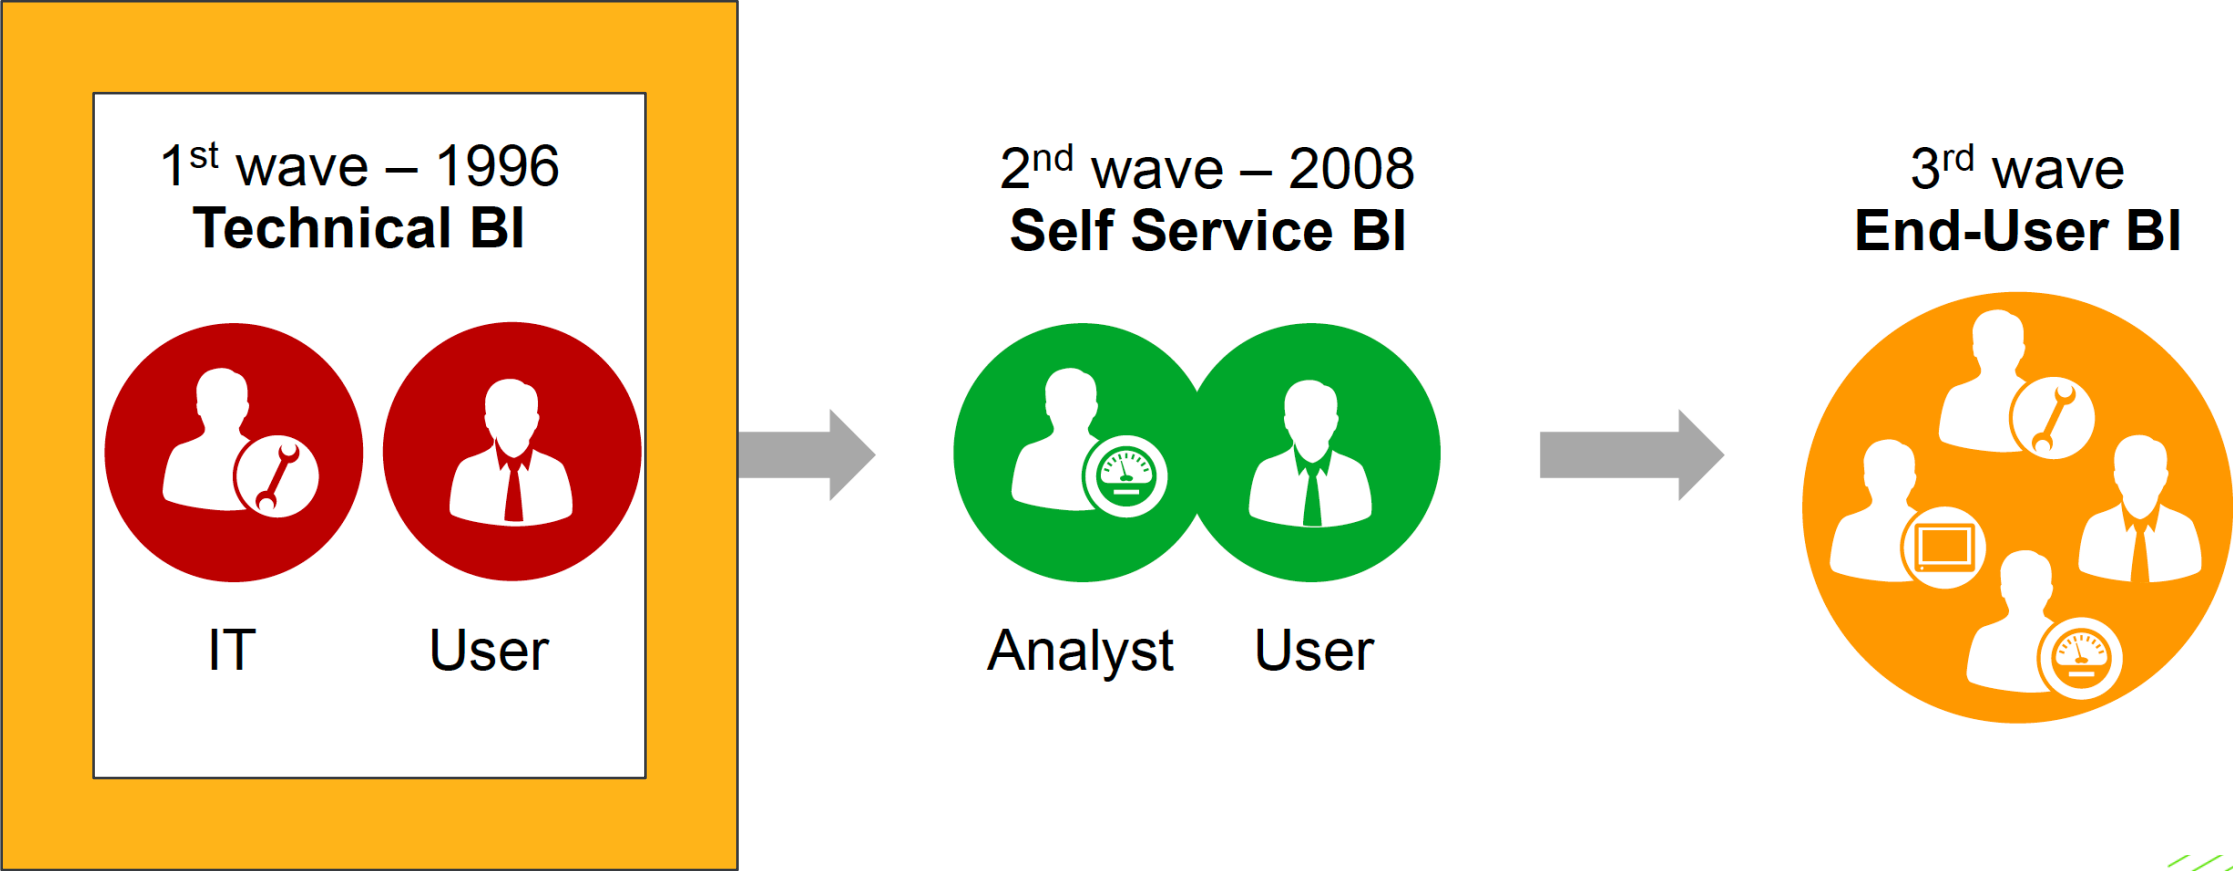 1st wave – 1996
Technical BI
IT
User
2nd wave – 2008
Self Service BI
Analyst
User
3rd wave
End-User BI